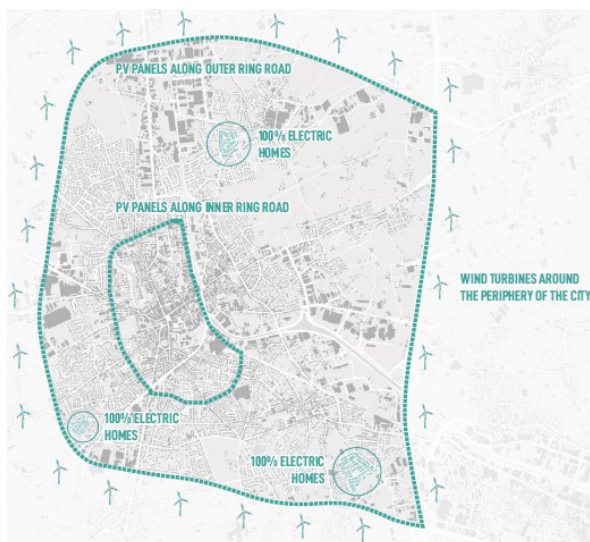 PV PANELS ALONG OUTER RING ROAD
100% ELECTRIC
HOMES
PV PANELS ALONG INNER RING ROAD
WIND TURBINES AROUND
THE PERIPHERY OF THE CITY
100% ELECTRIC
HOMES
100% ELECTRIC
HOMES